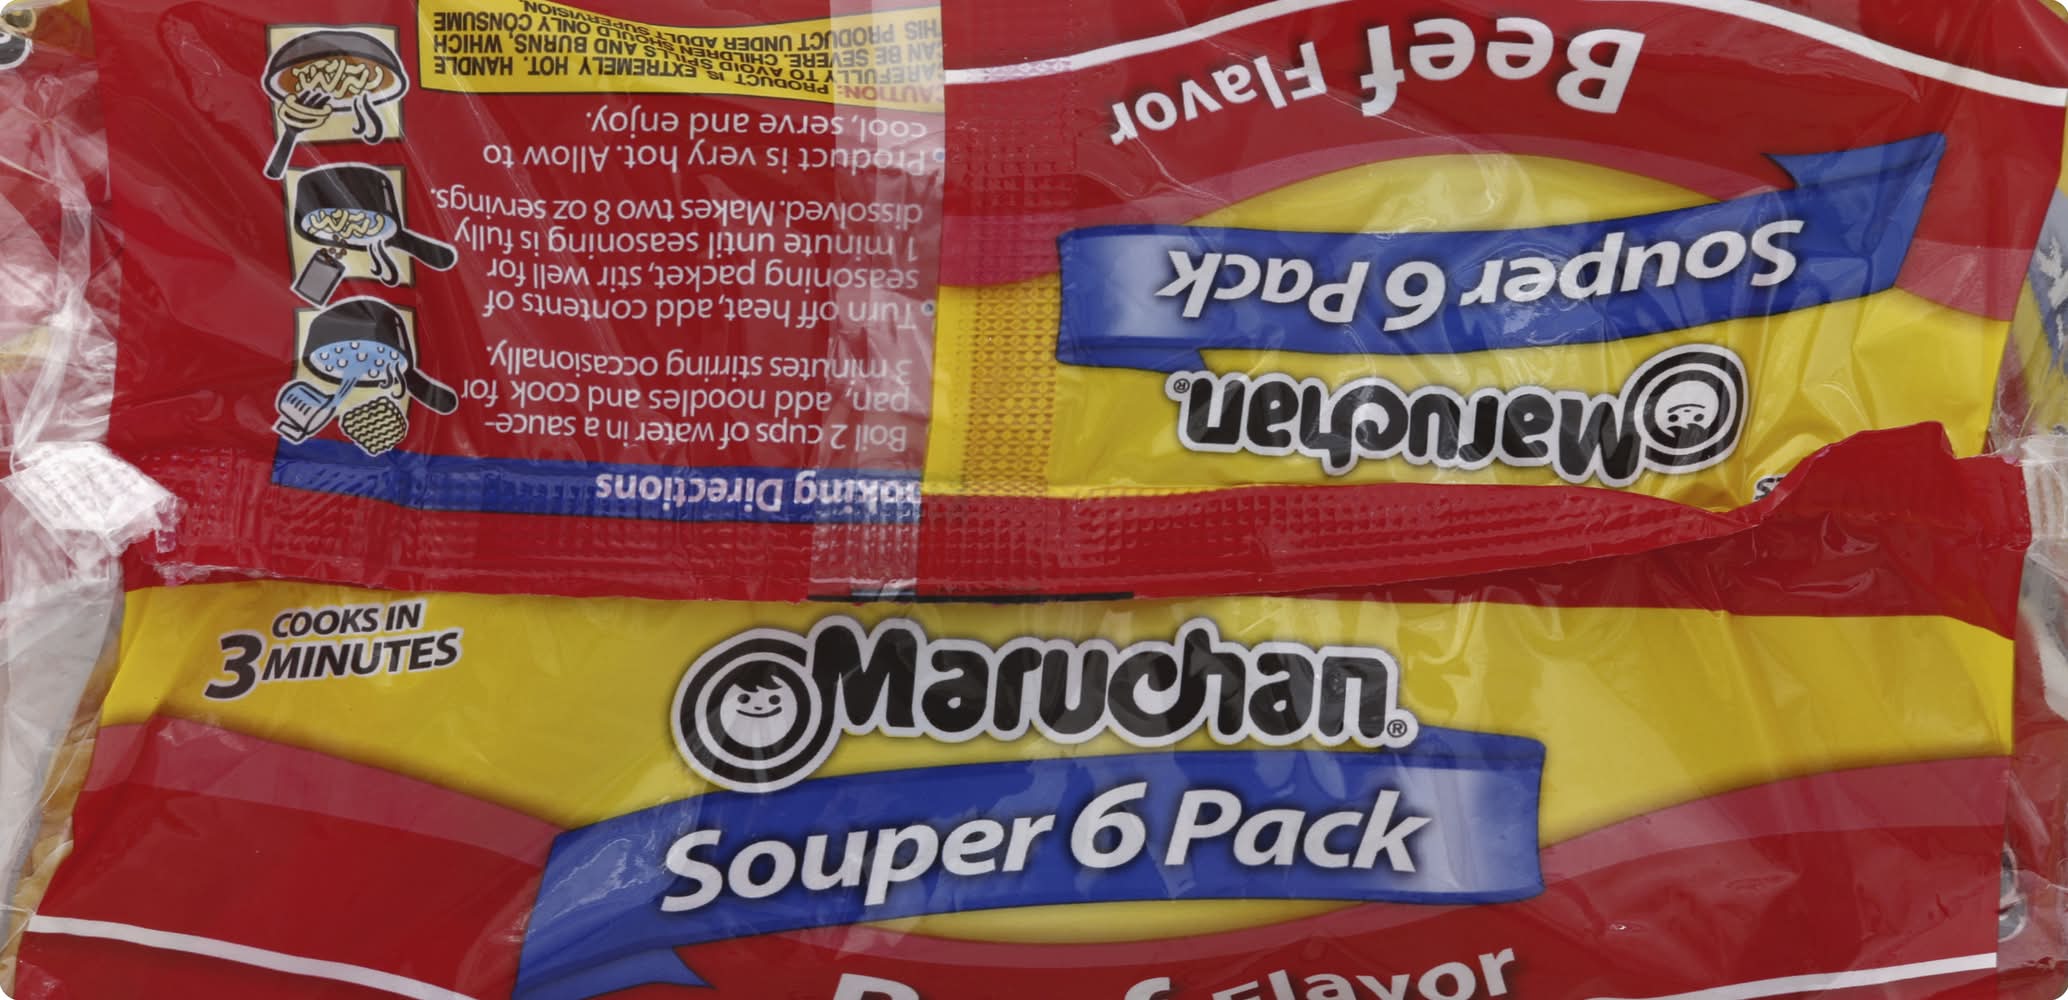 COOKS IN
3 MINUTES
Maruchan®
Souper 6 Pack
Flavor
Maruchan®
Souper 6 Pack
Beef Flavor
Directions
Boil 2 cups of water in a sauce-
pan, add noodles and cook for
3 minutes stirring occasionally.
• Turn off heat, add contents of
seasoning packet, stir well for
1 minute until seasoning is fully
dissolved. Makes two 8 oz servings.
• Product is very hot. Allow to
cool, serve and enjoy.
CAUTION: PRODUCT IS EXTREMELY HOT. HANDLE
CAREFULLY TO AVOID SPILLS AND BURNS, WHICH
CAN BE SEVERE. CHILDREN SHOULD ONLY CONSUME
THIS PRODUCT UNDER ADULT SUPERVISION.